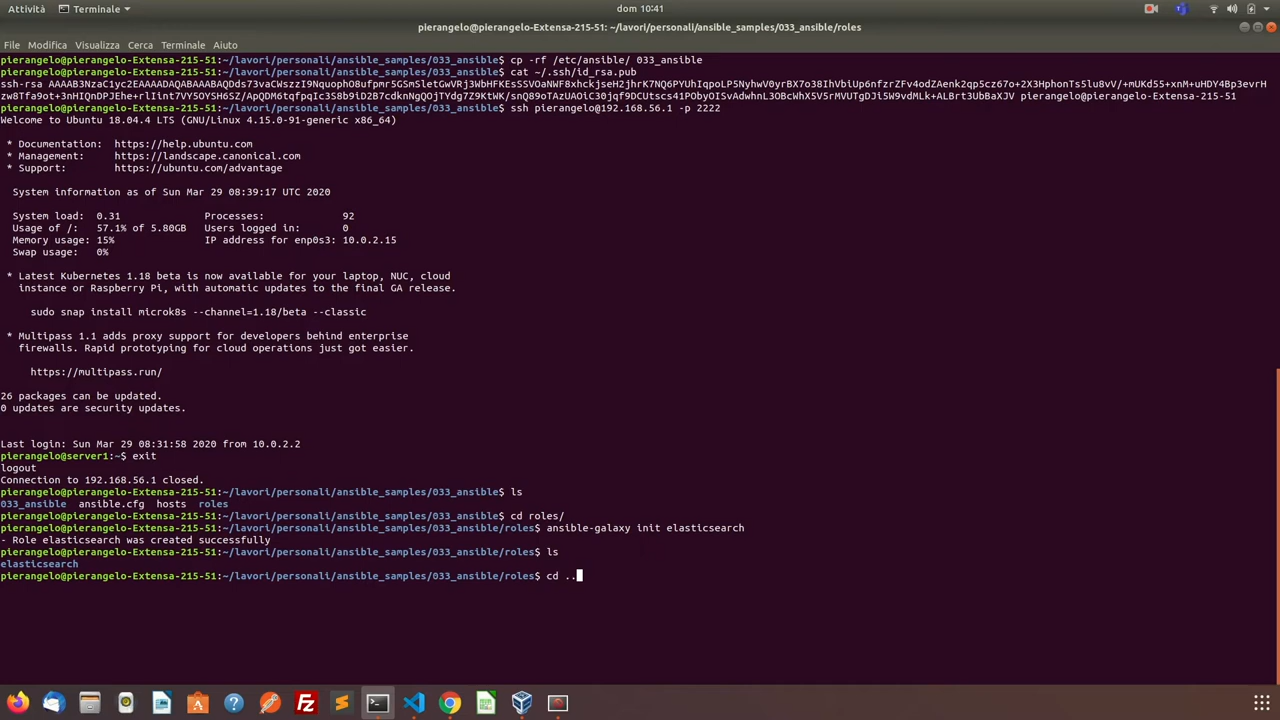 Attività
Terminale
dom 10:41
pierangelo@pierangelo-Extensa-215-51: ~/lavori/personali/ansible_samples/033_ansible/roles
File Modifica Visualizza Cerca Terminale Aiuto
pierangelo@pierangelo-Extensa-215-51:~/lavori/personali/ansible_samples/033_ansible$ cp -rf /etc/ansible/ 033_ansible
pierangelo@pierangelo-Extensa-215-51:~/lavori/personali/ansible_samples/033_ansible$ cat ~/.ssh/id_rsa.pub
ssh-rsa
pierangelo@pierangelo-Extensa-215-51
pierangelo@pierangelo-Extensa-215-51:~/lavori/personali/ansible_samples/033_ansible$ ssh pierangelo@192.168.56.1 -p 2222
Welcome to Ubuntu 18.04.4 LTS (GNU/Linux 4.15.0-91-generic x86_64)
* Documentation: https://help.ubuntu.com
* Management: https://landscape.canonical.com
* Support: https://ubuntu.com/advantage
System information as of Sun Mar 29 08:39:17 UTC 2020
System load: 0.31 Processes: 92
Usage of /: 57.1% of 5.80GB Users logged in: 0
Memory usage: 15% IP address for enp0s3: 10.0.2.15
Swap usage: 0%
* Latest Kubernetes 1.18 beta is now available for your laptop, NUC, cloud
instance or Raspberry Pi, with automatic updates to the final GA release.
sudo snap install microk8s --channel=1.18/beta --classic
* Multipass 1.1 adds proxy support for developers behind enterprise
firewalls. Rapid prototyping for cloud operations just got easier.
https://multipass.run/
26 packages can be updated.
0 updates are security updates.
Last login: Sun Mar 29 08:31:58 2020 from 10.0.2.2
pierangelo@server1:~$ exit
logout
Connection to 192.168.56.1 closed.
pierangelo@pierangelo-Extensa-215-51:~/lavori/personali/ansible_samples/033_ansible$ ls
033_ansible ansible.cfg hosts roles
pierangelo@pierangelo-Extensa-215-51:~/lavori/personali/ansible_samples/033_ansible$ cd roles/
pierangelo@pierangelo-Extensa-215-51:~/lavori/personali/ansible_samples/033_ansible/roles$ ansible-galaxy init elasticsearch
- Role elasticsearch was created successfully
pierangelo@pierangelo-Extensa-215-51:~/lavori/personali/ansible_samples/033_ansible/roles$ ls
elasticsearch
pierangelo@pierangelo-Extensa-215-51:~/lavori/personali/ansible_samples/033_ansible/roles$ cd ..